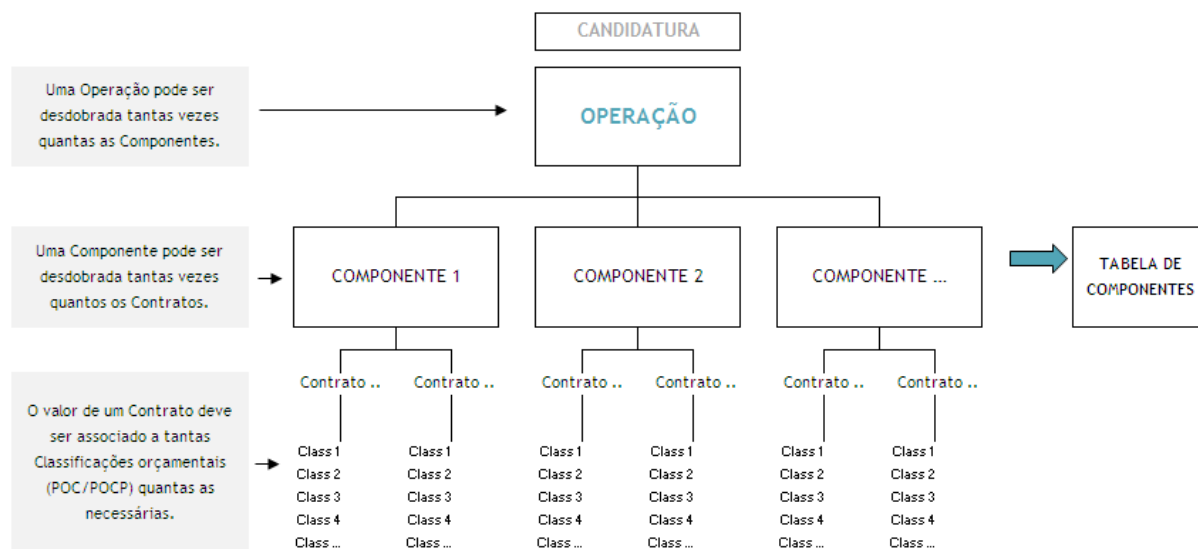 CANDIDATURA
Uma Operação pode ser
desdobrada tantas vezes
quantas as Componentes.
OPERAÇÃO
Uma Componente pode ser
desdobrada tantas vezes
quantos os Contratos.
COMPONENTE 1
COMPONENTE 2
COMPONENTE ...
TABELA DE
COMPONENTES
Contrato ..
Contrato ..
Contrato ..
Contrato ..
Contrato ..
Contrato ..
O valor de um Contrato deve
ser associado a tantas
Classificações orçamentais
(POC/POCP) quantas as
necessárias.
Class 1
Class 2
Class 3
Class 4
Class ...
Class 1
Class 2
Class 3
Class 4
Class ...
Class 1
Class 2
Class 3
Class 4
Class ...
Class 1
Class 2
Class 3
Class 4
Class ...
Class 1
Class 2
Class 3
Class 4
Class ...
Class 1
Class 2
Class 3
Class 4
Class ...